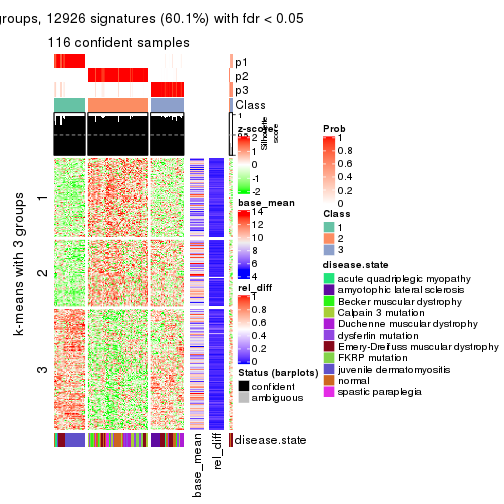 groups, 12926 signatures (60.1%) with fdr < 0.05
116 confident samples
p1
p2
p3
Class
1
Silhouette
score
z-score
2
1
0
-1
-2
base_mean
14
12
10
8
6
4
rel_diff
1
0.8
0.6
0.4
0.2
0
Status (barplots)
confident
ambiguous
disease.state
k-means with 3 groups
1
2
3
base_mean
rel_diff
Prob
1
0.8
0.6
0.4
0.2
0
Class
1
2
3
disease.state
acute quadriplegic myopathy
amyotophic lateral sclerosis
Becker muscular dystrophy
Calpain 3 mutation
Duchenne muscular dystrophy
dysferlin mutation
Emery-Dreifuss muscular dystrophy
FKRP mutation
juvenile dermatomyositis
normal
spastic paraplegia